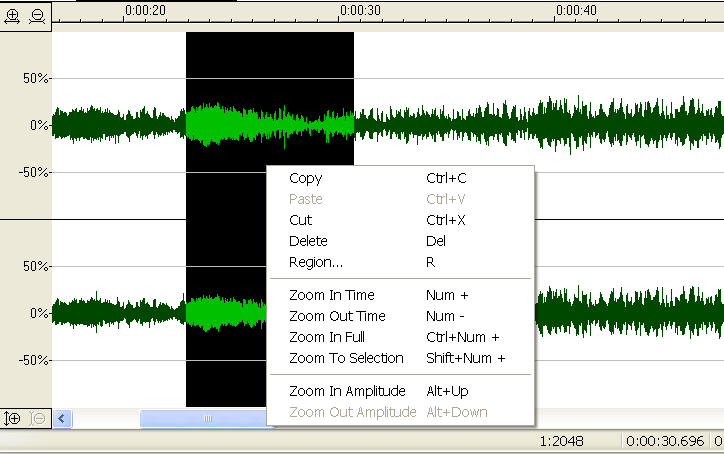 0:00:20 0:00:30 0:00:40
50%
0%
-50%
Copy Ctrl+C
Paste Ctrl+V
Cut Ctrl+X
Delete Del
Region... R
50%
Zoom In Time Num +
0%
Zoom Out Time Num -
Zoom In Full Ctrl+Num +
-50%
Zoom To Selection Shift+Num +
Zoom In Amplitude Alt+Up
Zoom Out Amplitude Alt+Down
1:2048 0:00:30.696 0